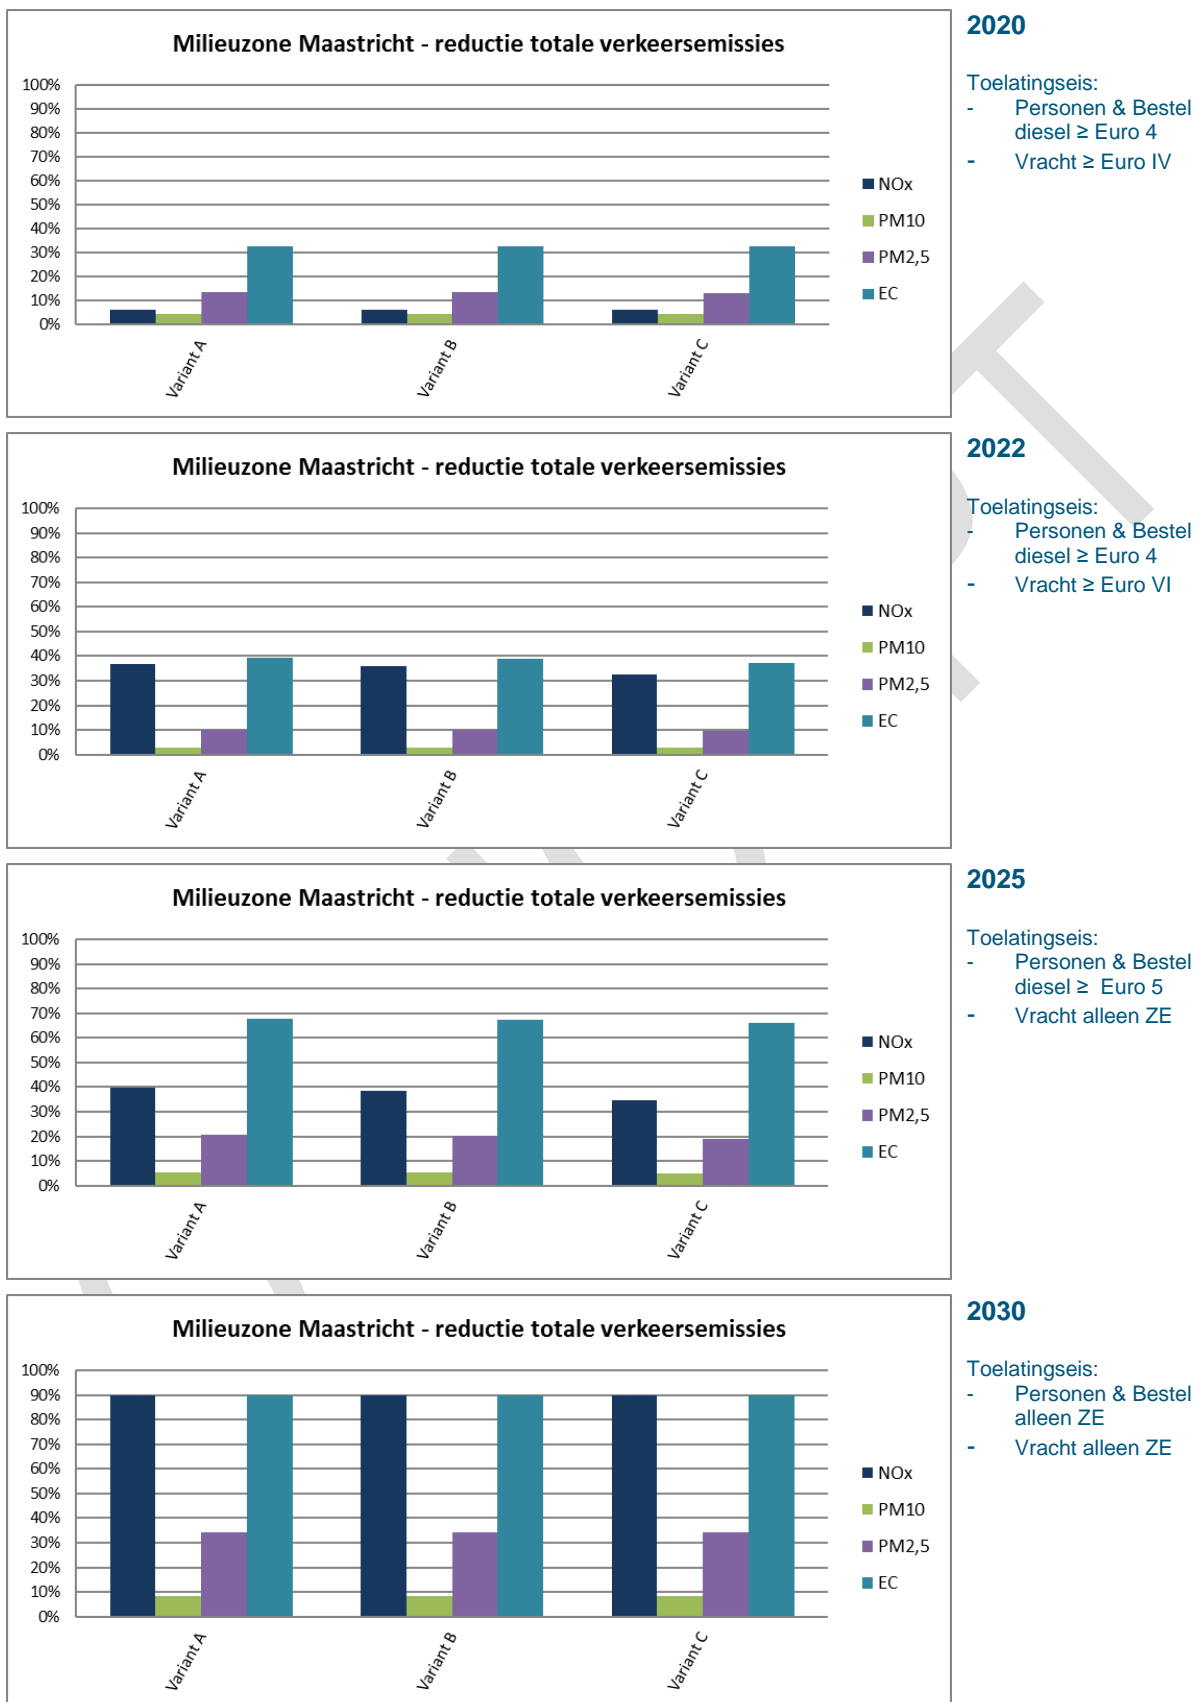 Milieuzone Maastricht - reductie totale verkeersemissies
100%
90%
80%
70%
60%
50%
40%
30%
20%
10%
0%
Variant A
Variant B
Variant C
NOx
PM10
PM2,5
EC
2020
Toelatingseis:
- Personen & Bestel
diesel ≥ Euro 4
- Vracht ≥ Euro IV
Milieuzone Maastricht - reductie totale verkeersemissies
100%
90%
80%
70%
60%
50%
40%
30%
20%
10%
0%
Variant A
Variant B
Variant C
NOx
PM10
PM2,5
EC
2022
Toelatingseis:
- Personen & Bestel
diesel ≥ Euro 4
- Vracht ≥ Euro VI
Milieuzone Maastricht - reductie totale verkeersemissies
100%
90%
80%
70%
60%
50%
40%
30%
20%
10%
0%
Variant A
Variant B
Variant C
NOx
PM10
PM2,5
EC
2025
Toelatingseis:
- Personen & Bestel
diesel ≥ Euro 5
- Vracht alleen ZE
Milieuzone Maastricht - reductie totale verkeersemissies
100%
90%
80%
70%
60%
50%
40%
30%
20%
10%
0%
Variant A
Variant B
Variant C
NOx
PM10
PM2,5
EC
2030
Toelatingseis:
- Personen & Bestel
alleen ZE
- Vracht alleen ZE